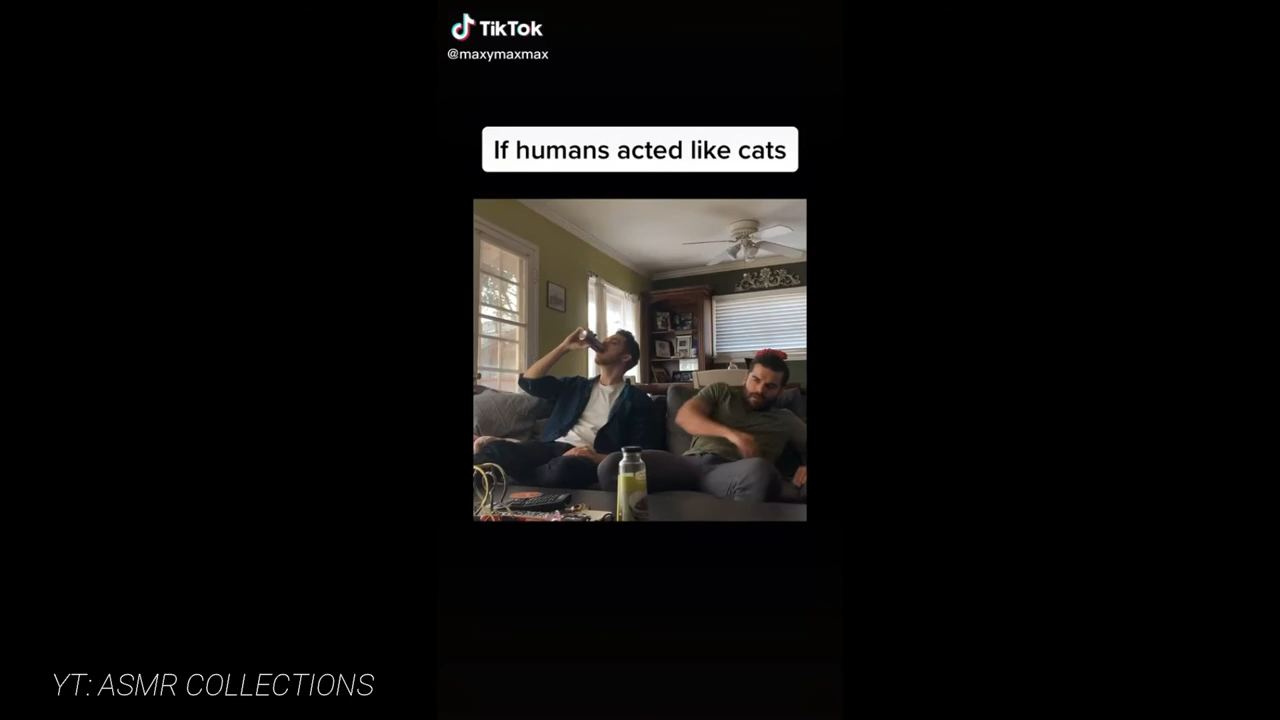 TikTok
@maxymaxmax
If humans acted like cats
YT: ASMR COLLECTIONS